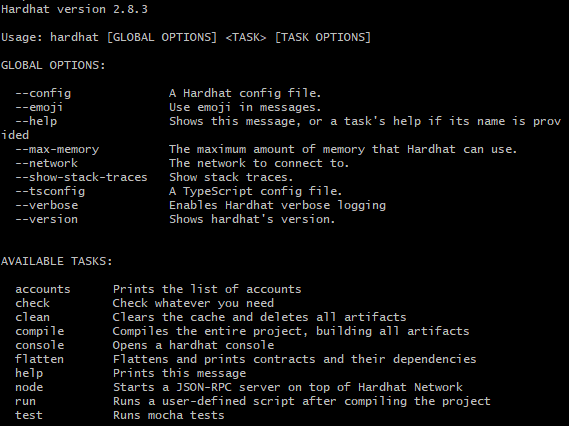 Hardhat version 2.8.3
Usage: hardhat [GLOBAL OPTIONS] <TASK> [TASK OPTIONS]
GLOBAL OPTIONS:
--config A Hardhat config file.
--emoji Use emoji in messages.
--help Shows this message, or a task's help if its name is prov
ided
--max-memory The maximum amount of memory that Hardhat can use.
--network The network to connect to.
--show-stack-traces Show stack traces.
--tsconfig A TypeScript config file.
--verbose Enables Hardhat verbose logging
--version Shows hardhat's version.
AVAILABLE TASKS:
accounts Prints the list of accounts
check Check whatever you need
clean Clears the cache and deletes all artifacts
compile Compiles the entire project, building all artifacts
console Opens a hardhat console
flatten Flattens and prints contracts and their dependencies
help Prints this message
node Starts a JSON-RPC server on top of Hardhat Network
run Runs a user-defined script after compiling the project
test Runs mocha tests